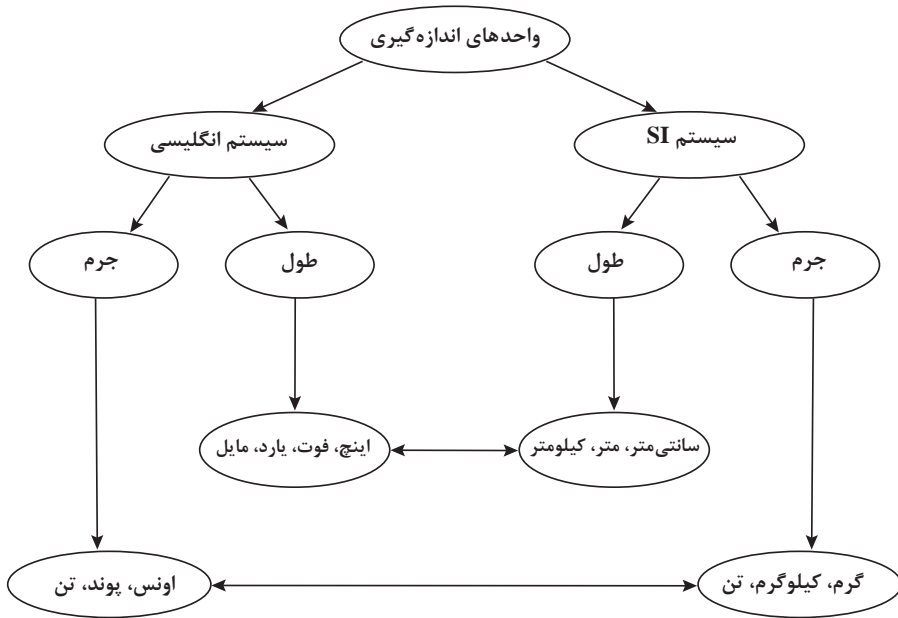 واحدهای اندازه‌گیری
سیستم SI
سیستم انگلیسی
جرم
طول
طول
جرم
سانتی‌متر، متر، کیلومتر
اینچ، فوت، یارد، مایل
گرم، کیلوگرم، تن
اونس، پوند، تن